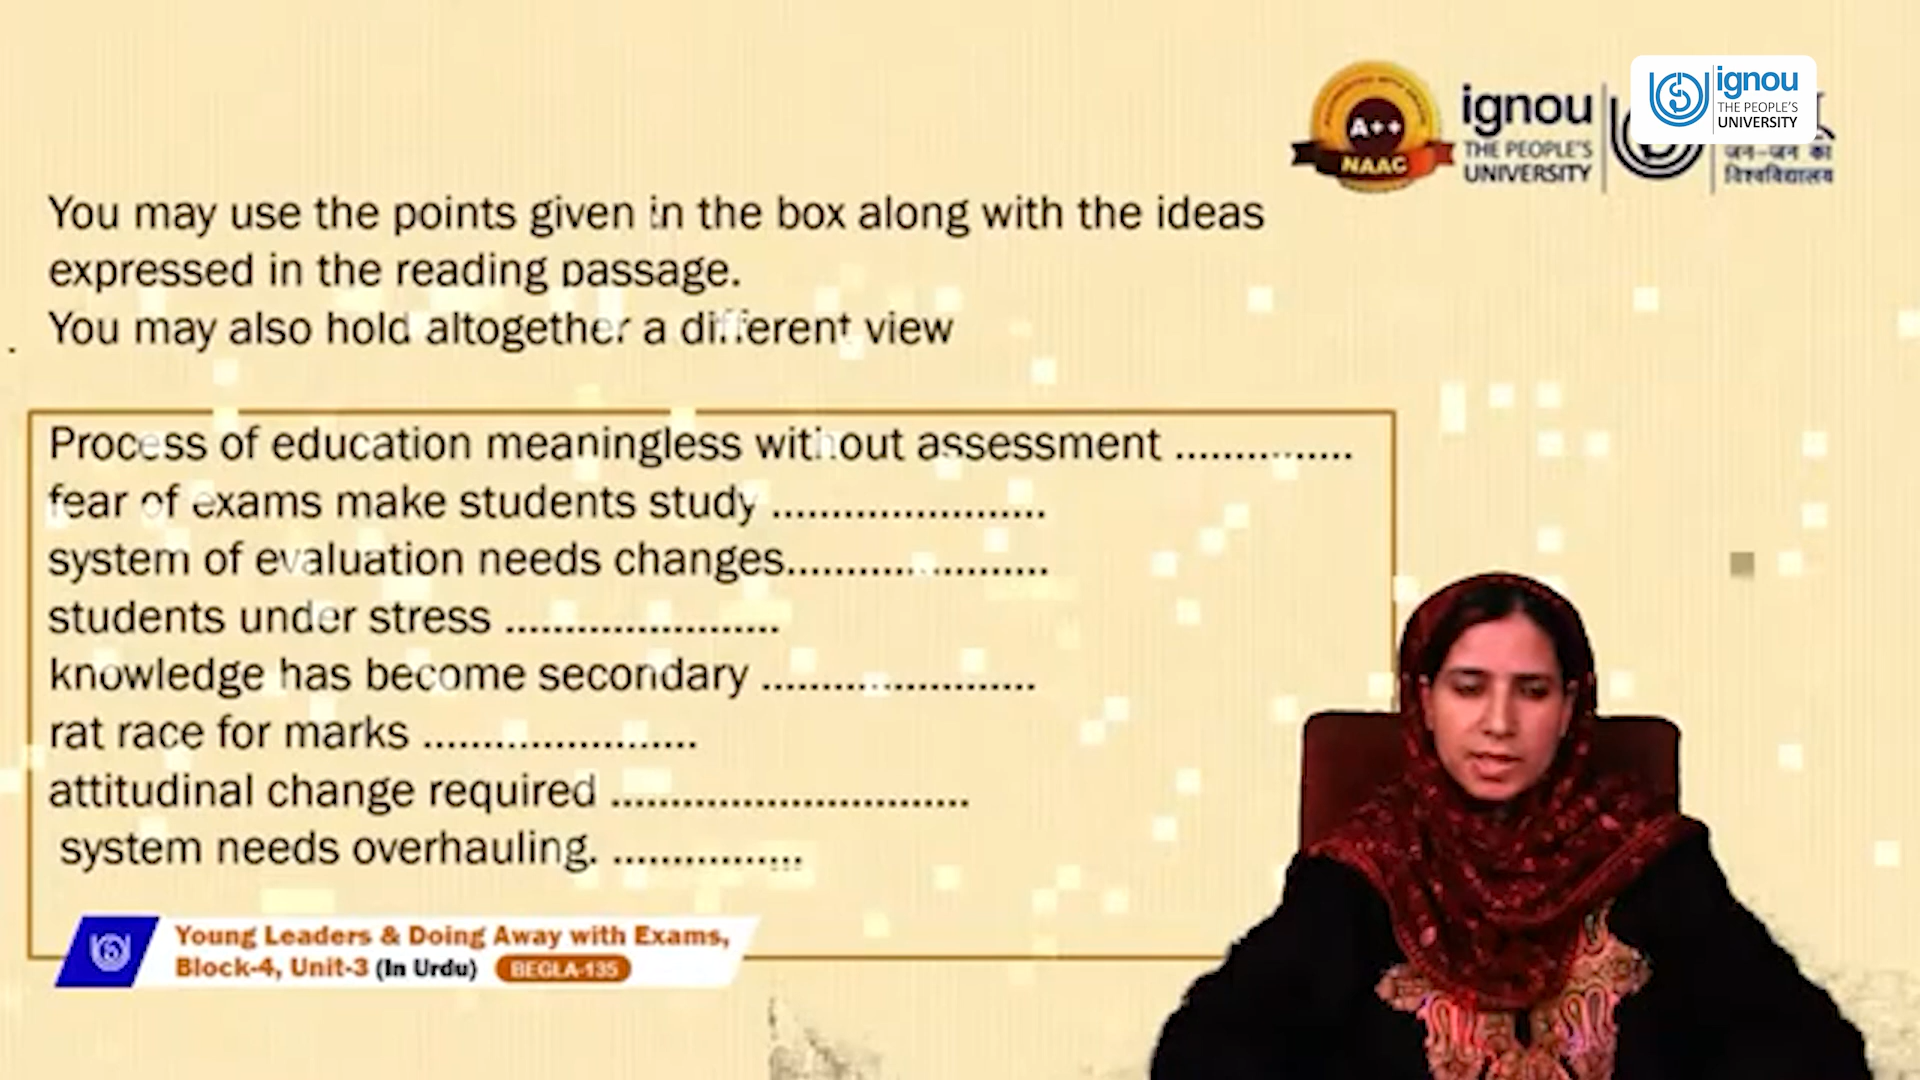 A++
NAAC
ignou
THE PEOPLE'S
UNIVERSITY
जन-जन का
विश्वविद्यालय
ignou
THE PEOPLE'S
UNIVERSITY
You may use the points given in the box along with the ideas
expressed in the reading passage.
You may also hold altogether a different view
Process of education meaningless without assessment ...............
fear of exams make students study .......................
system of evaluation needs changes......................
students under stress .......................
knowledge has become secondary .......................
rat race for marks .......................
attitudinal change required ..............................
system needs overhauling. ................
Young Leaders & Doing Away with Exams,
Block-4, Unit-3 (In Urdu) BEGLA-135